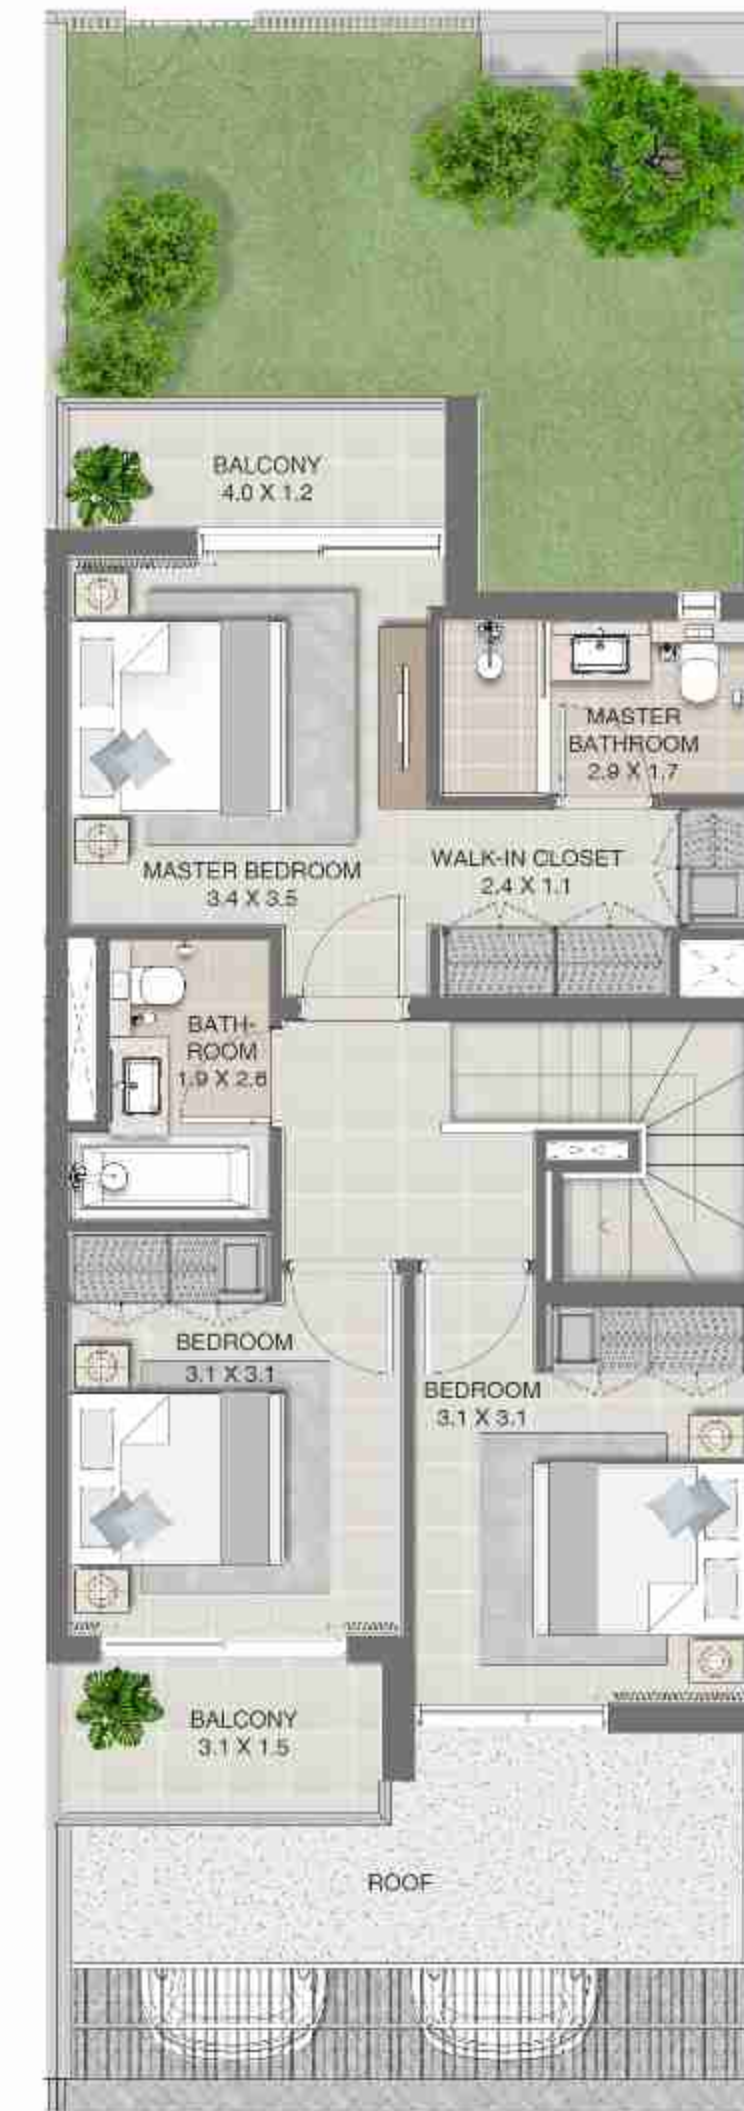 BALCONY
4.0 X 1.2
MASTER
BATHROOM
2.9 X 1.7
MASTER BEDROOM
3.4 X 3.5
WALK-IN CLOSET
2.4 X 1.1
BATH-
ROOM
1.9 X 2.6
BEDROOM
3.1 X 3.1
BEDROOM
3.1 X 3.1
BALCONY
3.1 X 1.5
ROOF